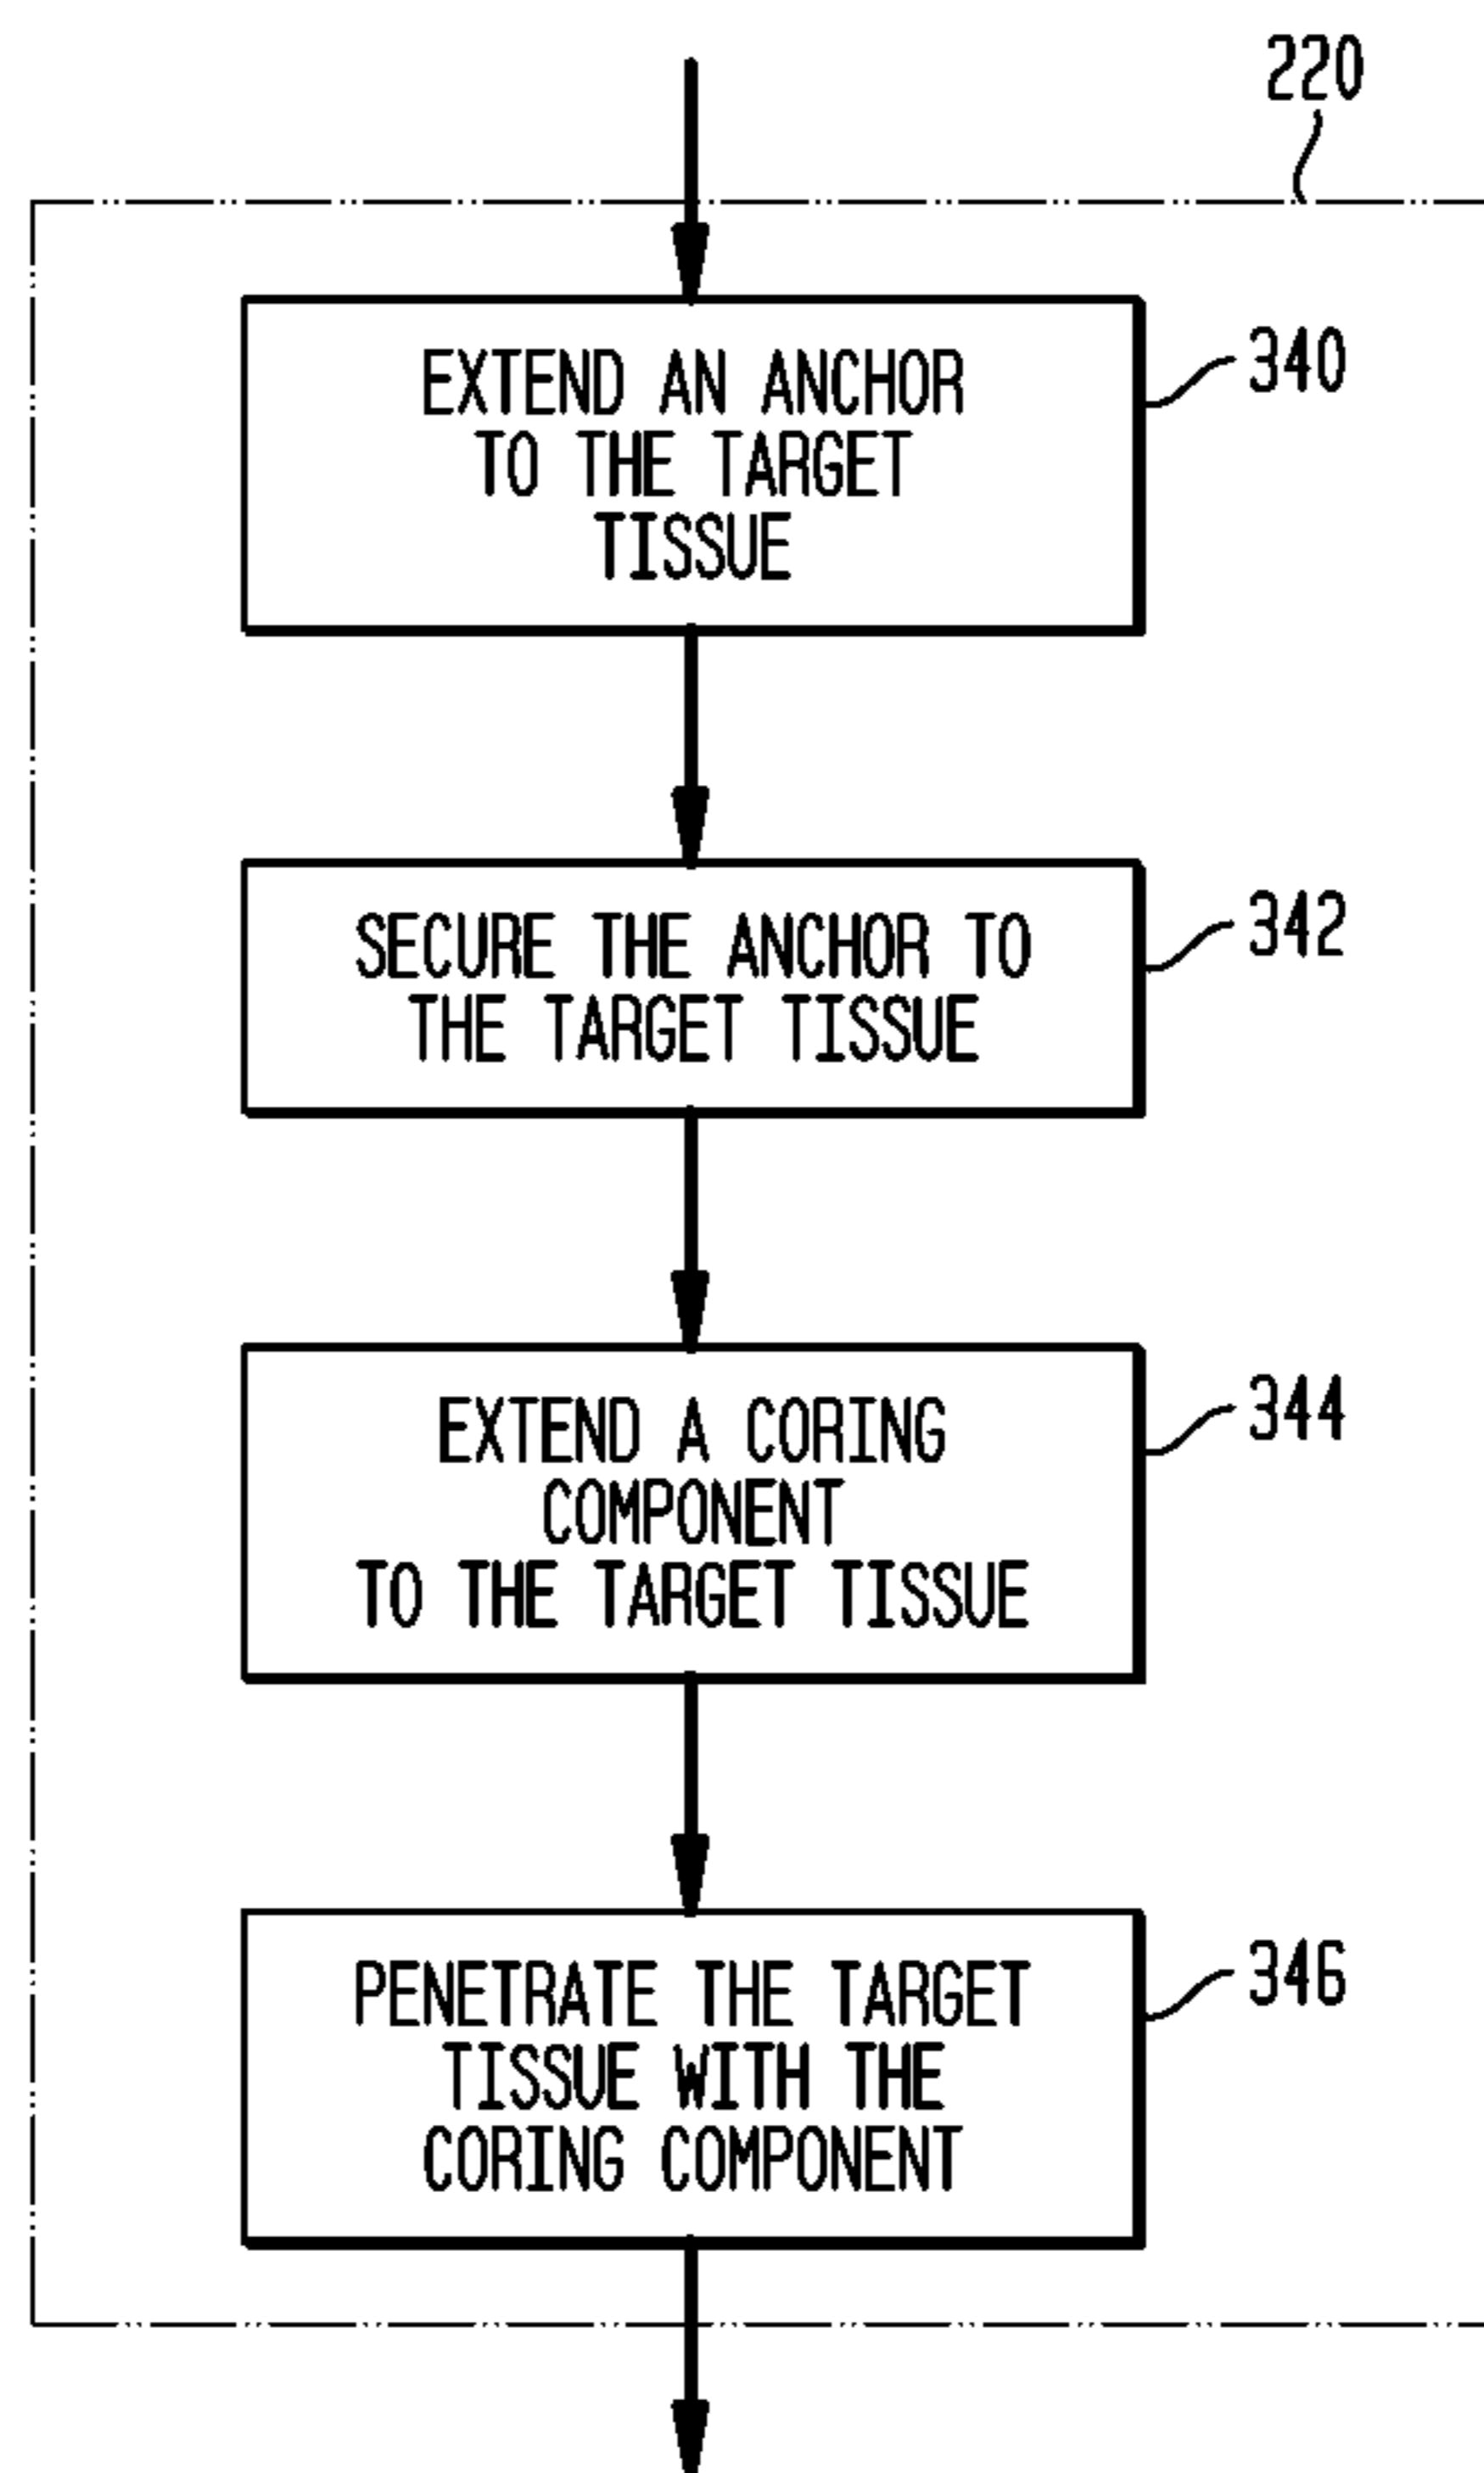 220
EXTEND AN ANCHOR
TO THE TARGET
TISSUE
340
SECURE THE ANCHOR TO
THE TARGET TISSUE
342
EXTEND A CORING
COMPONENT
TO THE TARGET TISSUE
344
PENETRATE THE TARGET
TISSUE WITH THE
CORING COMPONENT
346